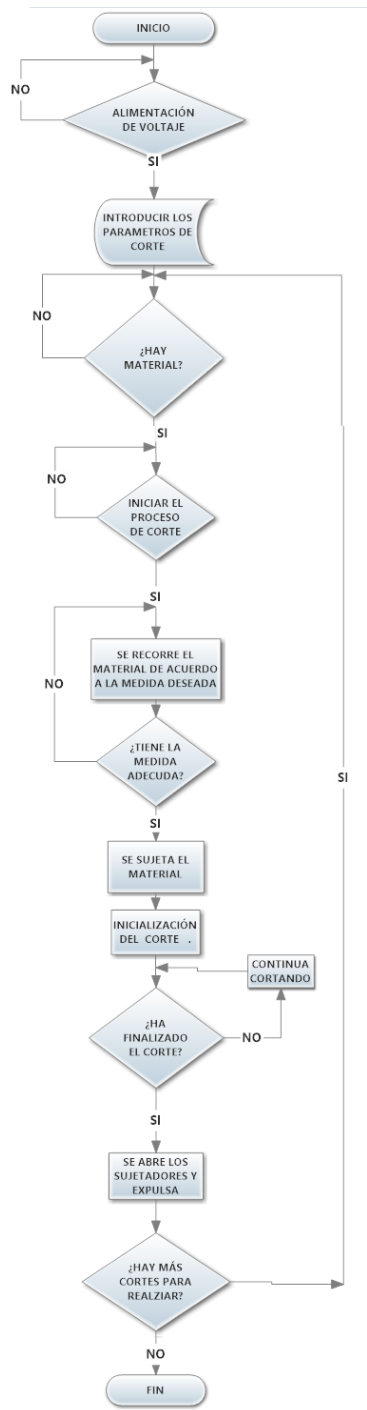 INICIO
NO
ALIMENTACIÓN
DE VOLTAJE
SI
INTRODUCIR LOS
PARAMETROS DE
CORTE
NO
¿HAY
MATERIAL?
SI
NO
INICIAR EL
PROCESO
DE CORTE
SI
SE RECORRE EL
MATERIAL DE ACUERDO
A LA MEDIDA DESEADA
NO
¿TIENE LA
MEDIDA
ADECUDA?
SI
SI
SE SUJETA EL
MATERIAL
INICIALIZACIÓN
DEL CORTE .
CONTINUA
CORTANDO
¿HA
FINALIZADO
EL CORTE?
NO
SI
SE ABRE LOS
SUJETADORES Y
EXPULSA
¿HAY MÁS
CORTES PARA
REALZIAR?
NO
FIN